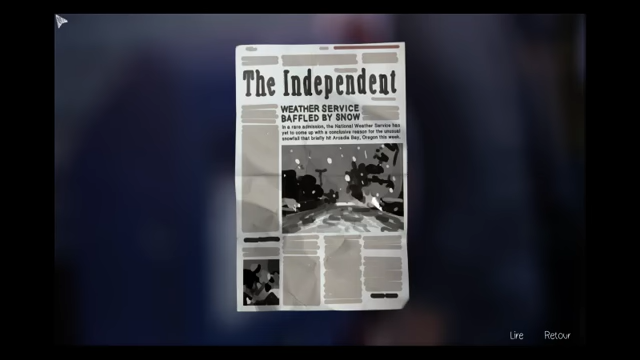 The Independent
WEATHER SERVICE
BAFFLED BY SNOW
In a rare admission, the National Weather Service has
yet to come up with a conclusive reason for the unusual
snowfall that briefly hit Arcadia Bay, Oregon this week.
Lire Retour